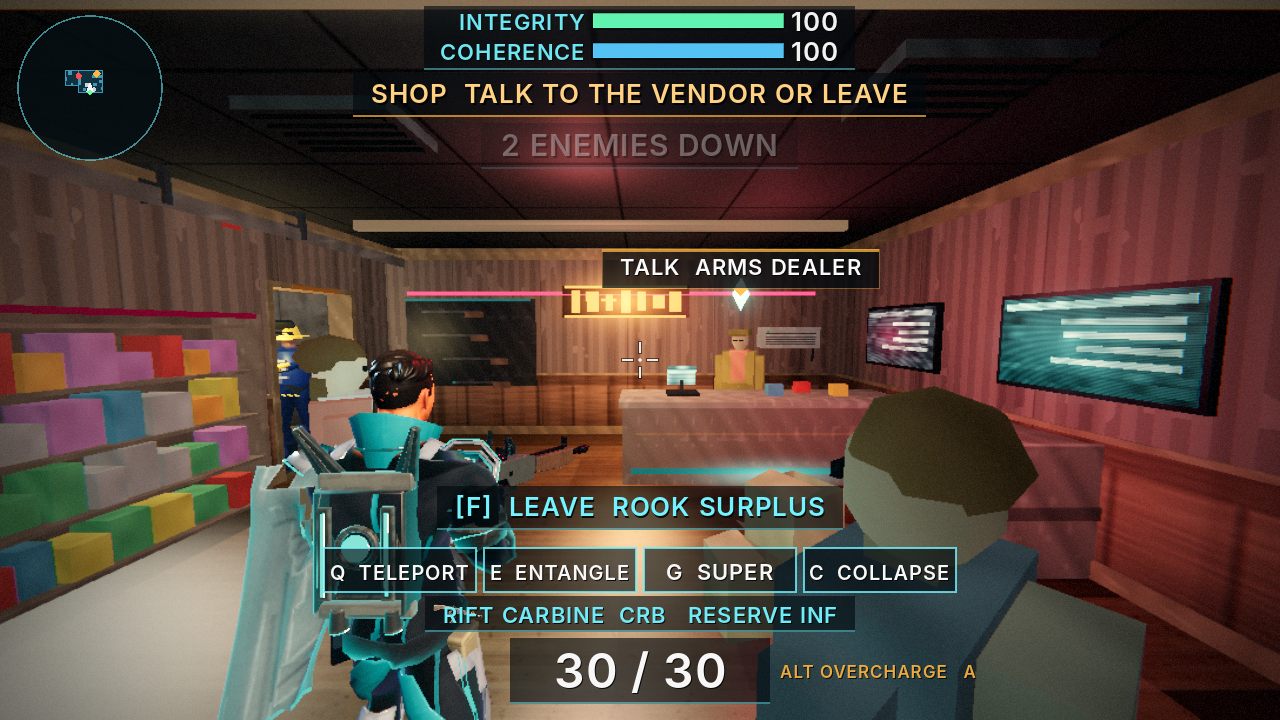 INTEGRITY 100
COHERENCE 100
SHOP TALK TO THE VENDOR OR LEAVE
2 ENEMIES DOWN
TALK ARMS DEALER
[F] LEAVE ROOK SURPLUS
Q TELEPORT
E ENTANGLE
G SUPER
C COLLAPSE
RIFT CARBINE CRB RESERVE INF
30 / 30
ALT OVERCHARGE A